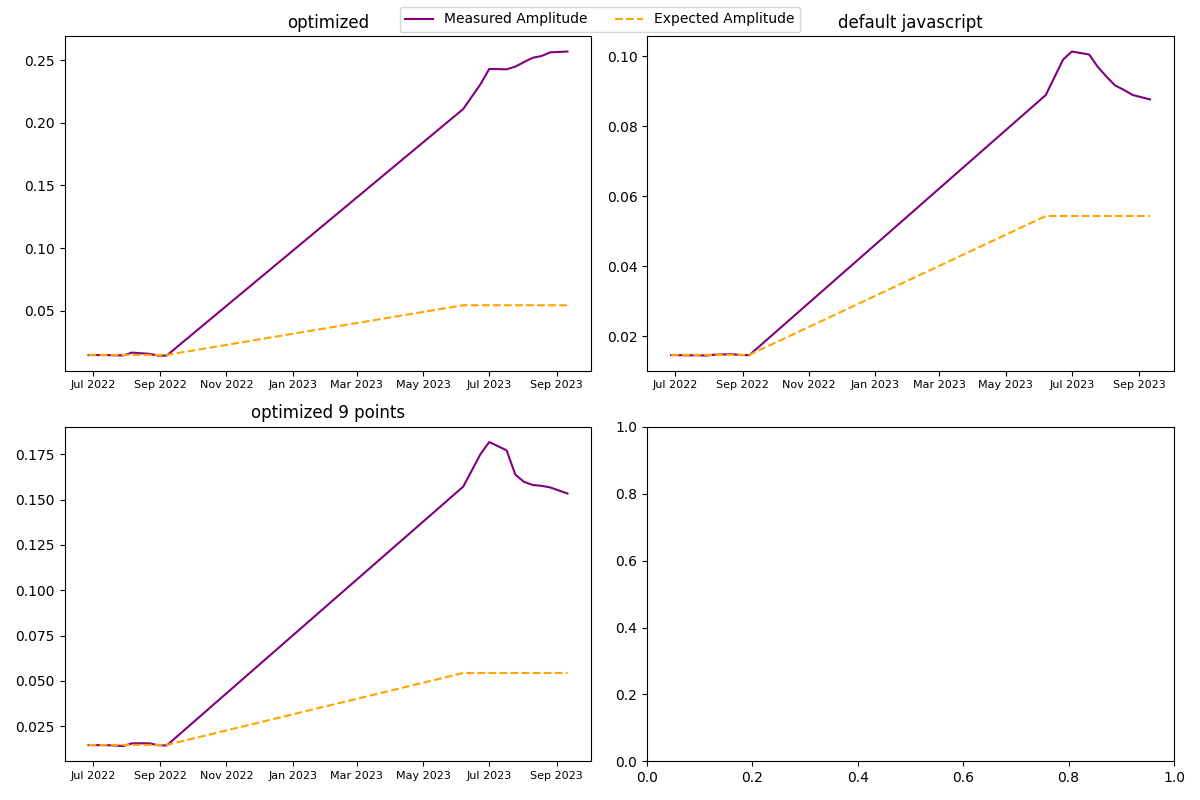 optimized
Measured Amplitude
Expected Amplitude
default javascript
0.25
0.20
0.15
0.10
0.05
Jul 2022 Sep 2022 Nov 2022 Jan 2023 Mar 2023 May 2023 Jul 2023 Sep 2023
0.10
0.08
0.06
0.04
0.02
Jul 2022 Sep 2022 Nov 2022 Jan 2023 Mar 2023 May 2023 Jul 2023 Sep 2023
optimized 9 points
0.175
0.150
0.125
0.100
0.075
0.050
0.025
Jul 2022 Sep 2022 Nov 2022 Jan 2023 Mar 2023 May 2023 Jul 2023 Sep 2023
1.0
0.8
0.6
0.4
0.2
0.0
0.0 0.2 0.4 0.6 0.8 1.0